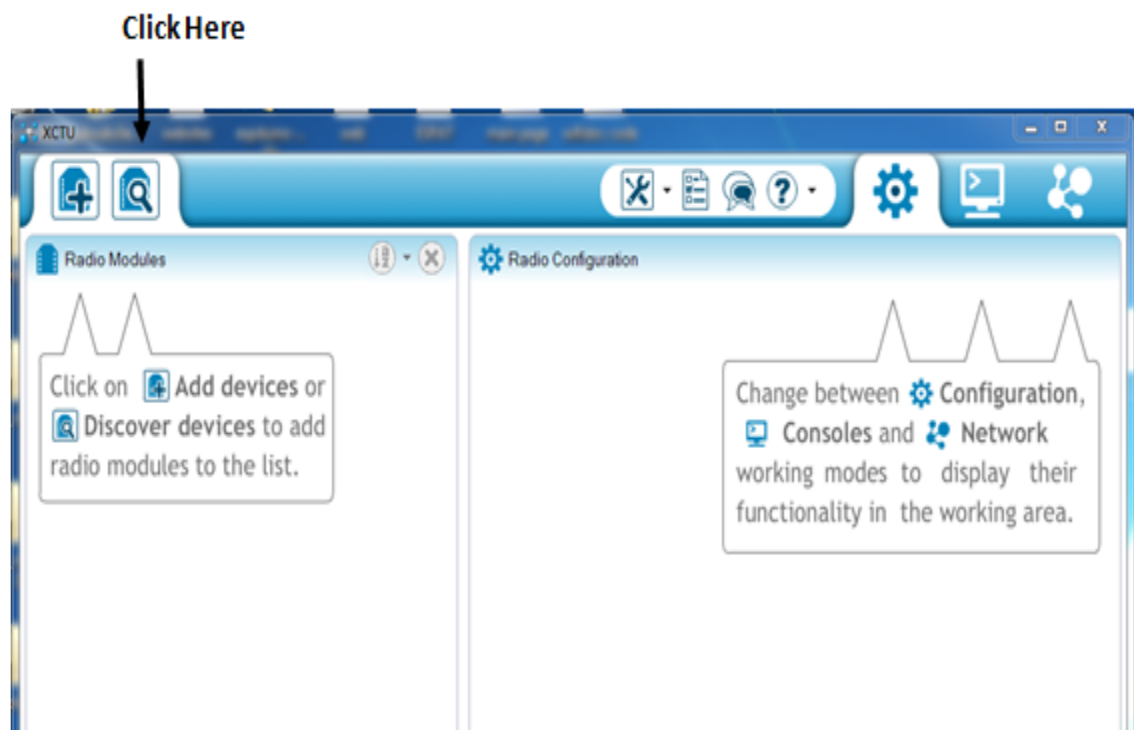 Click Here
XCTU
Radio Modules
Radio Configuration
Click on Add devices or
Discover devices to add
radio modules to the list.
Change between Configuration,
Consoles and Network
working modes to display their
functionality in the working area.